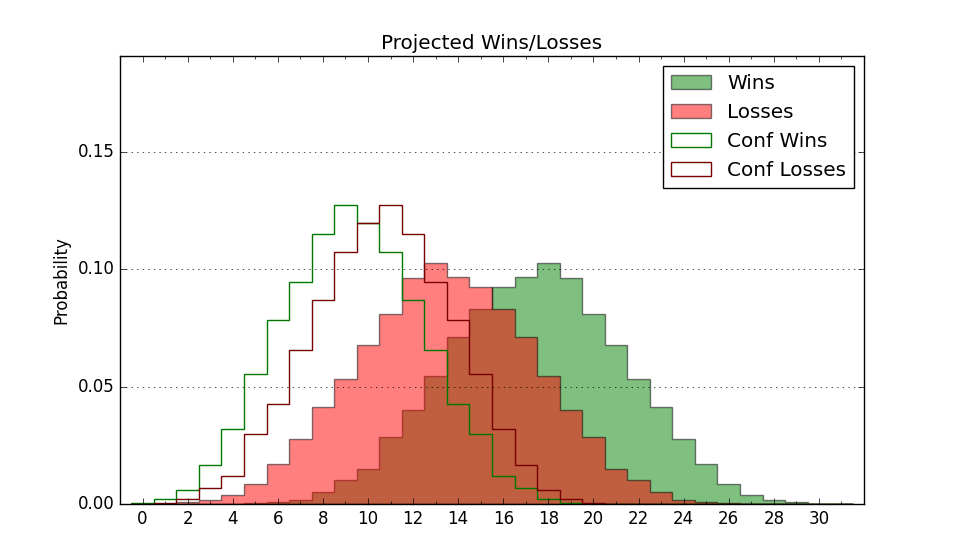 Projected Wins/Losses
Wins
Losses
Conf Wins
Conf Losses
Probability
0.15
0.10
0.05
0.00
0 2 4 6 8 10 12 14 16 18 20 22 24 26 28 30